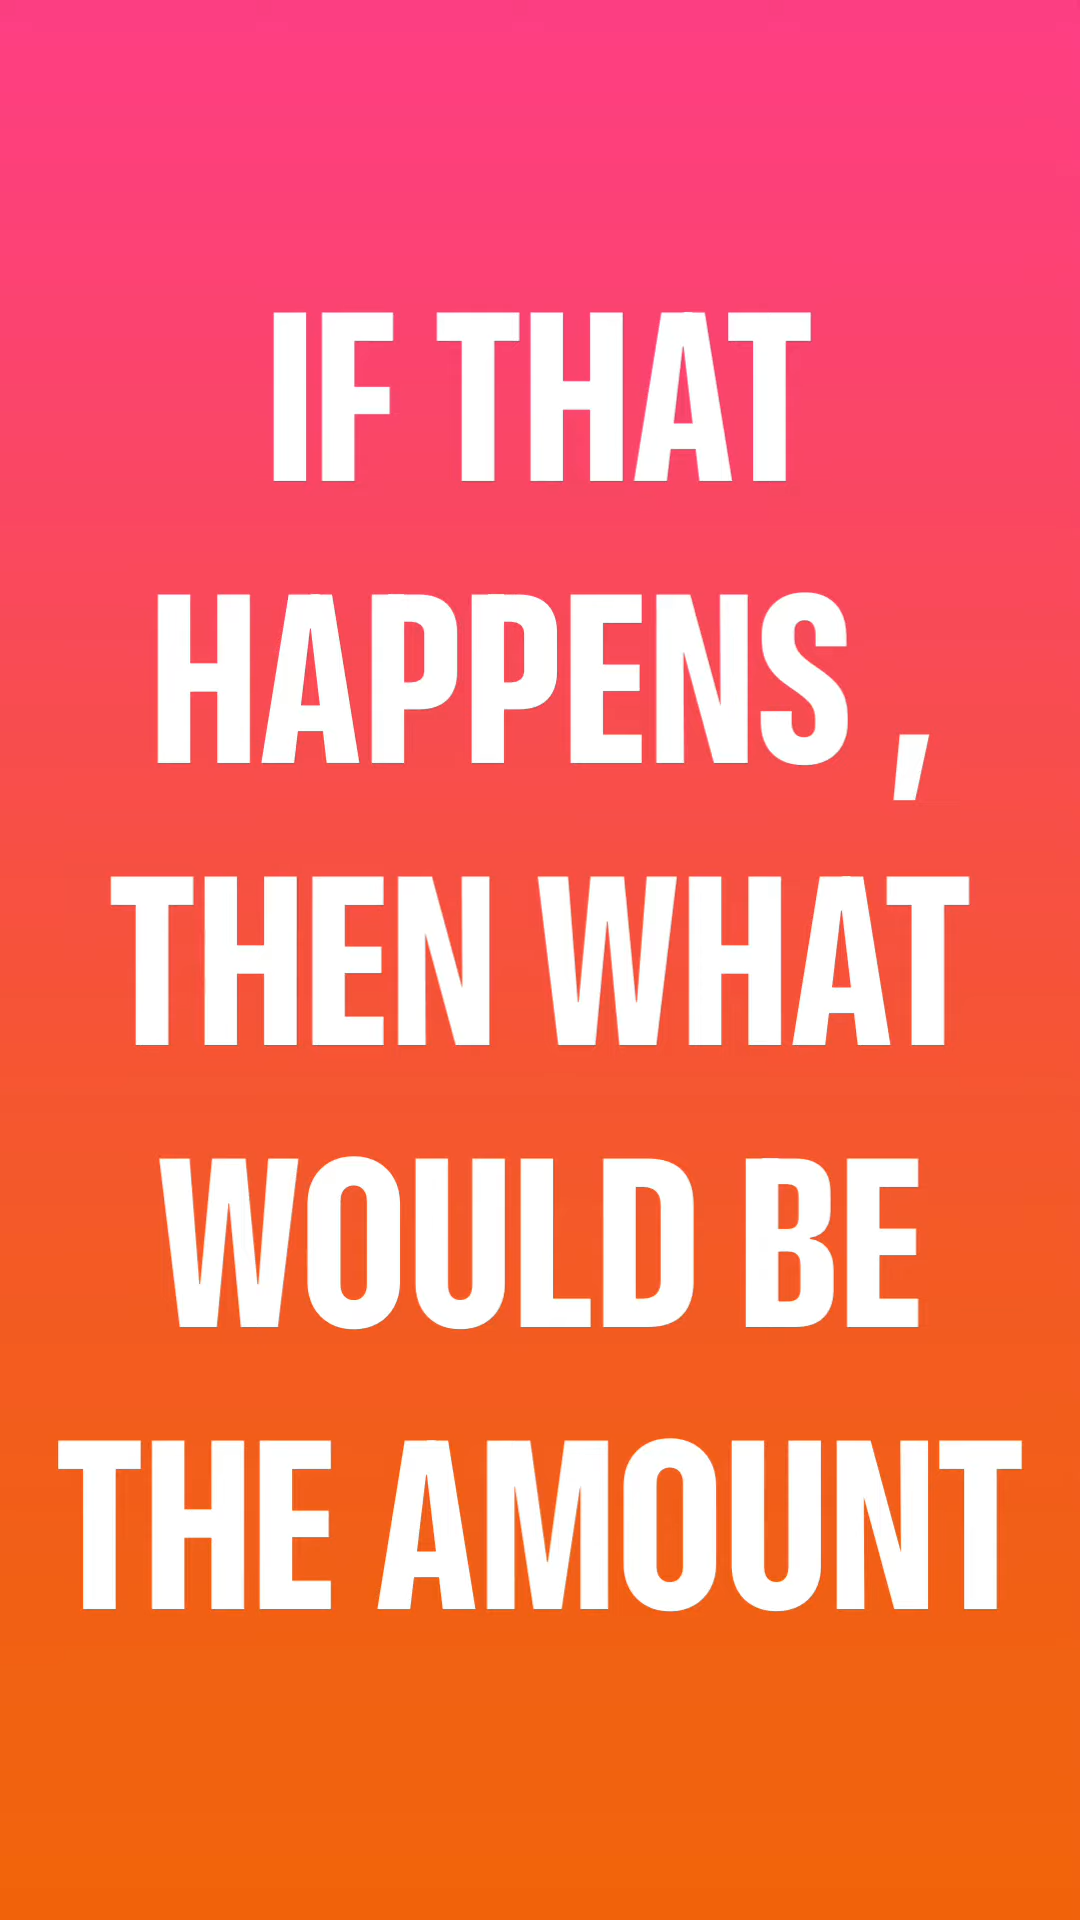 IF THAT
HAPPENS ,
THEN WHAT
WOULD BE
THE AMOUNT